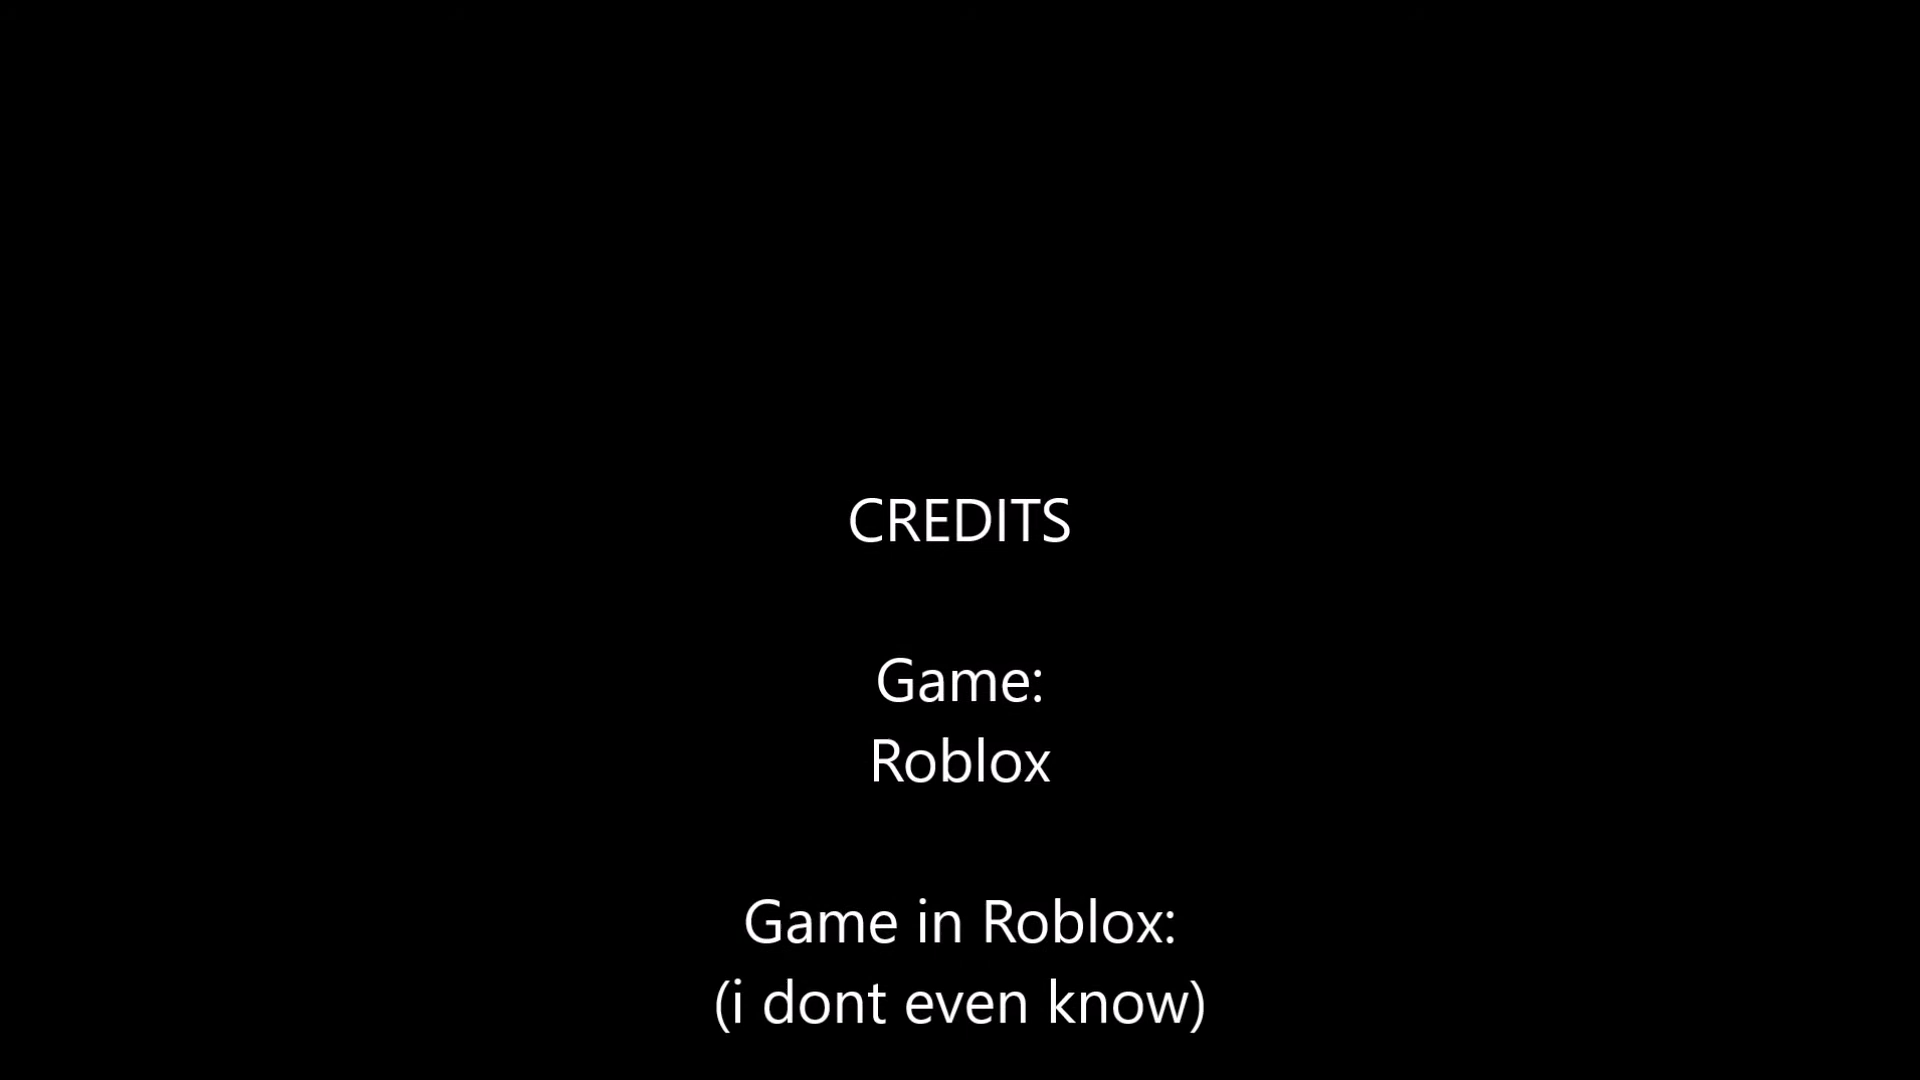 CREDITS
Game:
Roblox
Game in Roblox:
(i dont even know)